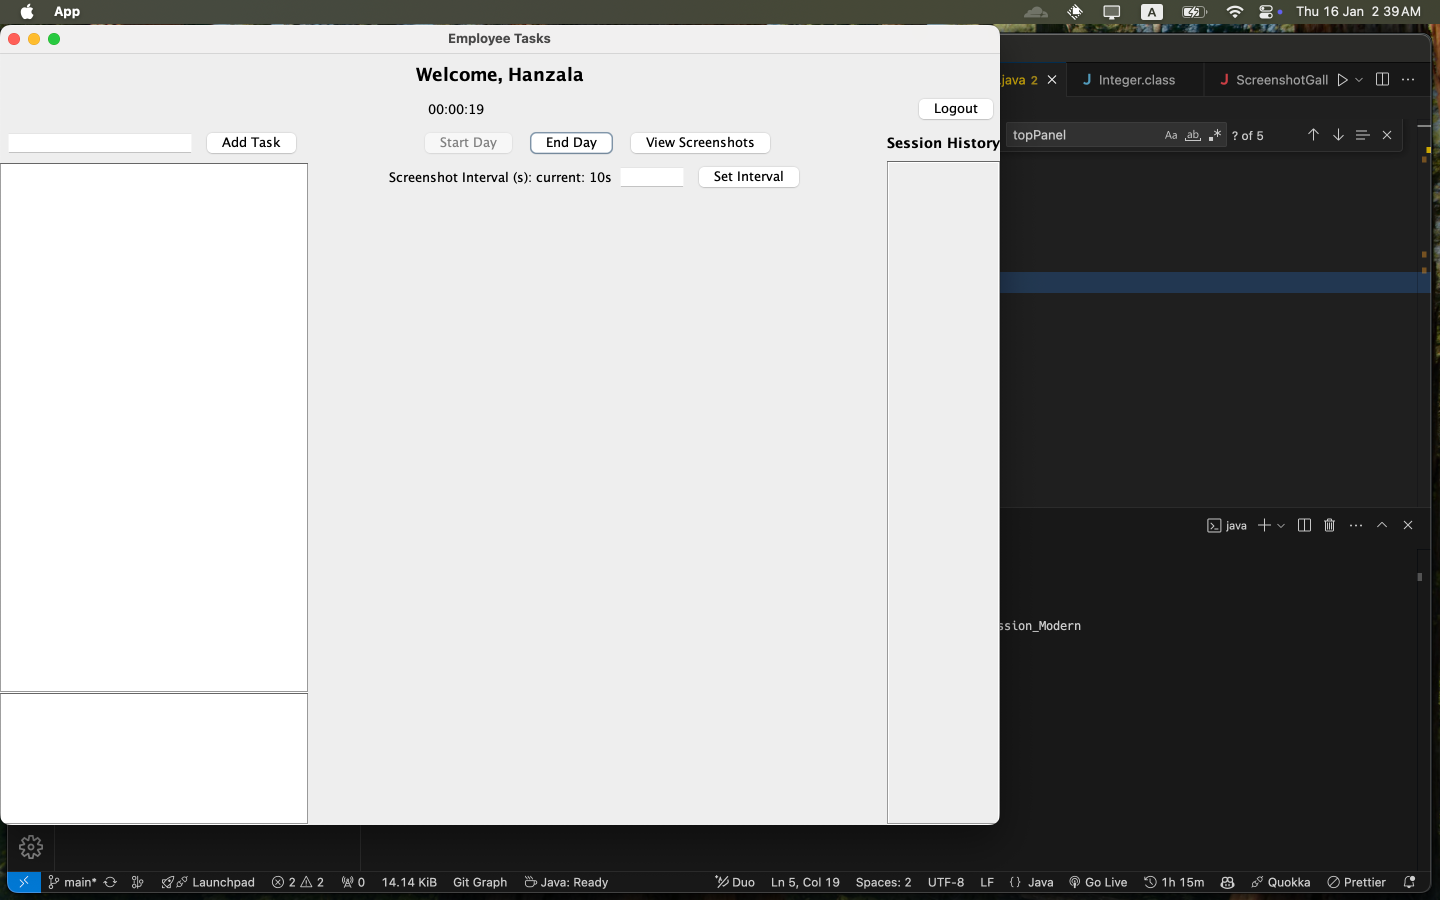 App
A
Thu 16 Jan 2 39 AM
Employee Tasks
Welcome, Hanzala
00:00:19
Logout
Add Task
Start Day
End Day
View Screenshots
Session History
Screenshot Interval (s): current: 10s
Set Interval
java 2
J Integer.class
J ScreenshotGall
topPanel
Aa
ab
? of 5
java
ssion_Modern
main*
2
2
0
Launchpad
14.14 KiB
Git Graph
Java: Ready
Duo
Ln 5, Col 19
Spaces: 2
UTF-8
LF
{ } Java
Go Live
1h 15m
Quokka
Prettier